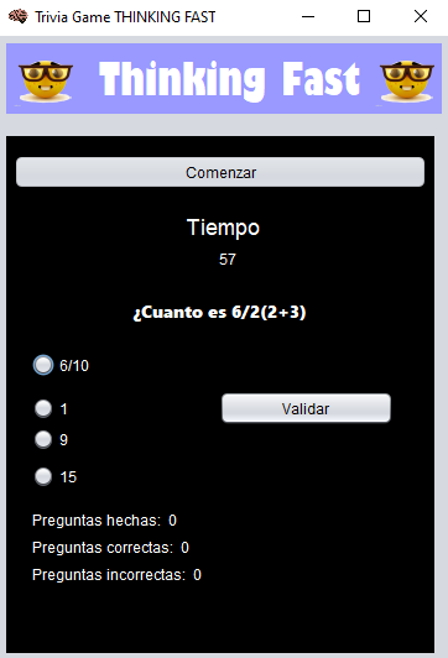 Trivia Game THINKING FAST
Thinking Fast
Comenzar
Tiempo
57
¿Cuanto es 6/2(2+3)
6/10
1
Validar
9
15
Preguntas hechas: 0
Preguntas correctas: 0
Preguntas incorrectas: 0